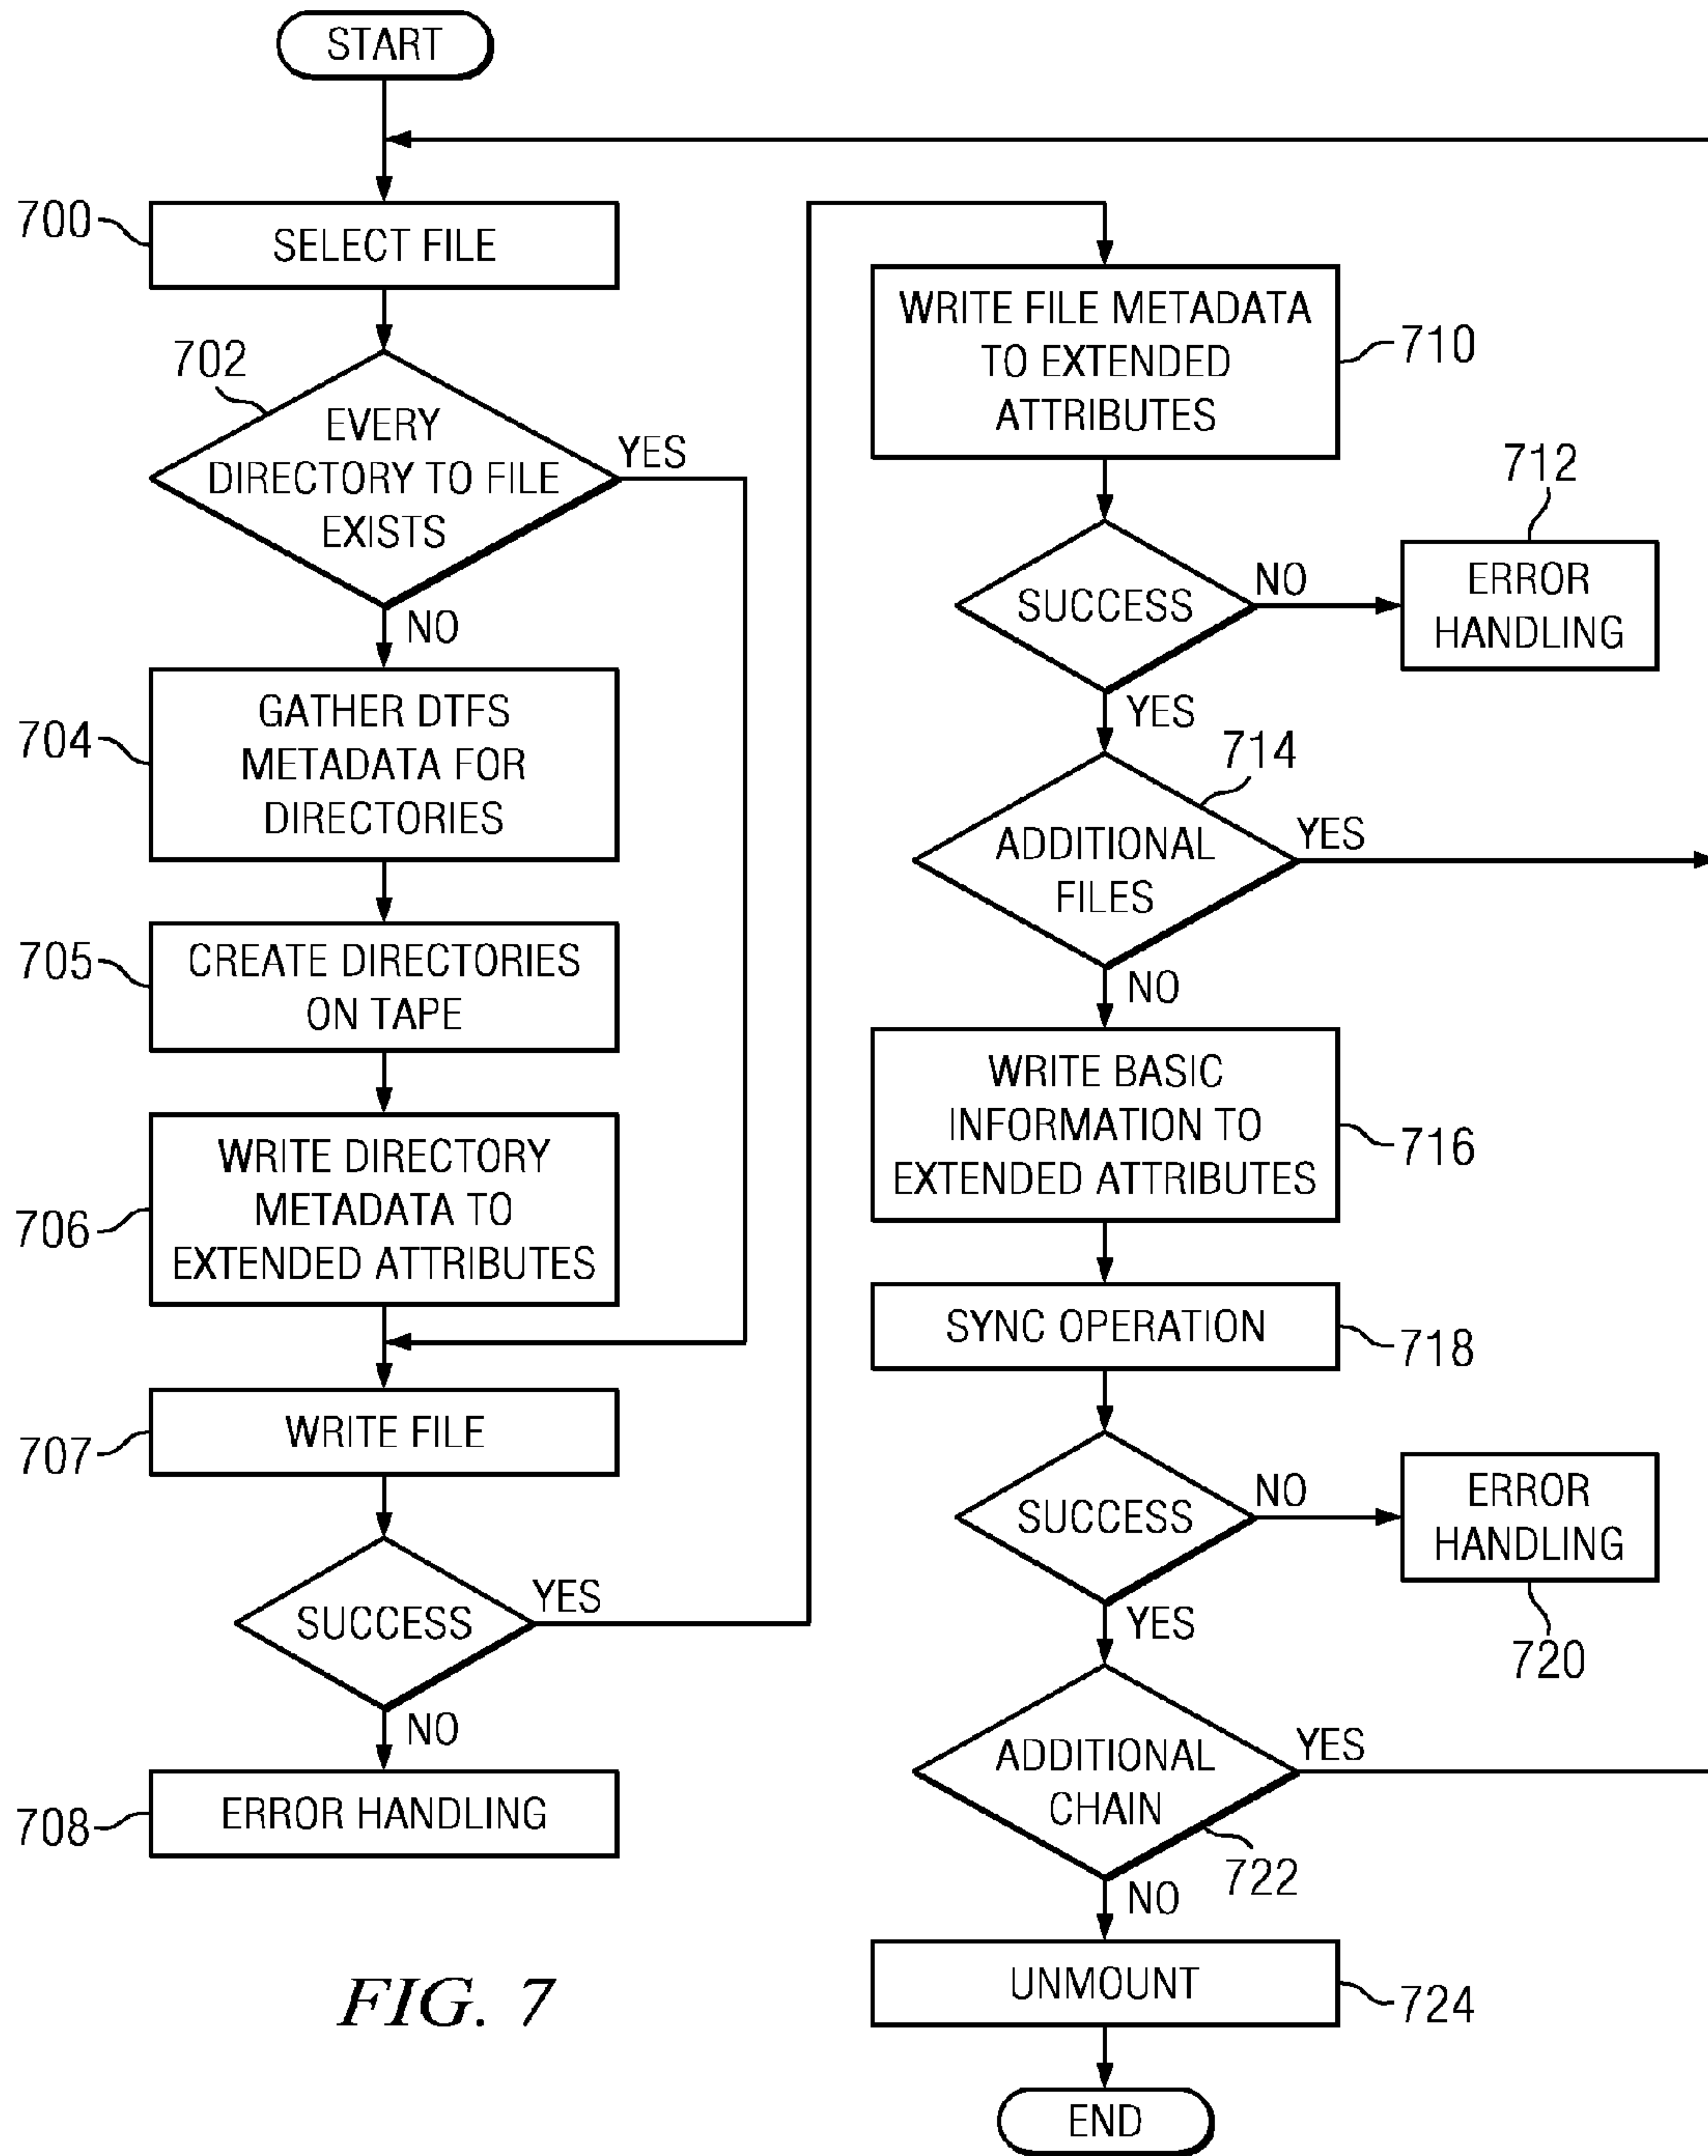 START
700
SELECT FILE
702
EVERY
DIRECTORY TO FILE
EXISTS
YES
NO
704
GATHER DTFS
METADATA FOR
DIRECTORIES
705
CREATE DIRECTORIES
ON TAPE
706
WRITE DIRECTORY
METADATA TO
EXTENDED ATTRIBUTES
707
WRITE FILE
SUCCESS
YES
NO
708
ERROR HANDLING
WRITE FILE METADATA
TO EXTENDED
ATTRIBUTES
710
SUCCESS
NO
712
ERROR
HANDLING
YES
714
ADDITIONAL
FILES
YES
NO
WRITE BASIC
INFORMATION TO
EXTENDED ATTRIBUTES
716
SYNC OPERATION
718
SUCCESS
NO
ERROR
HANDLING
720
YES
ADDITIONAL
CHAIN
YES
722
NO
UNMOUNT
724
END
FIG. 7